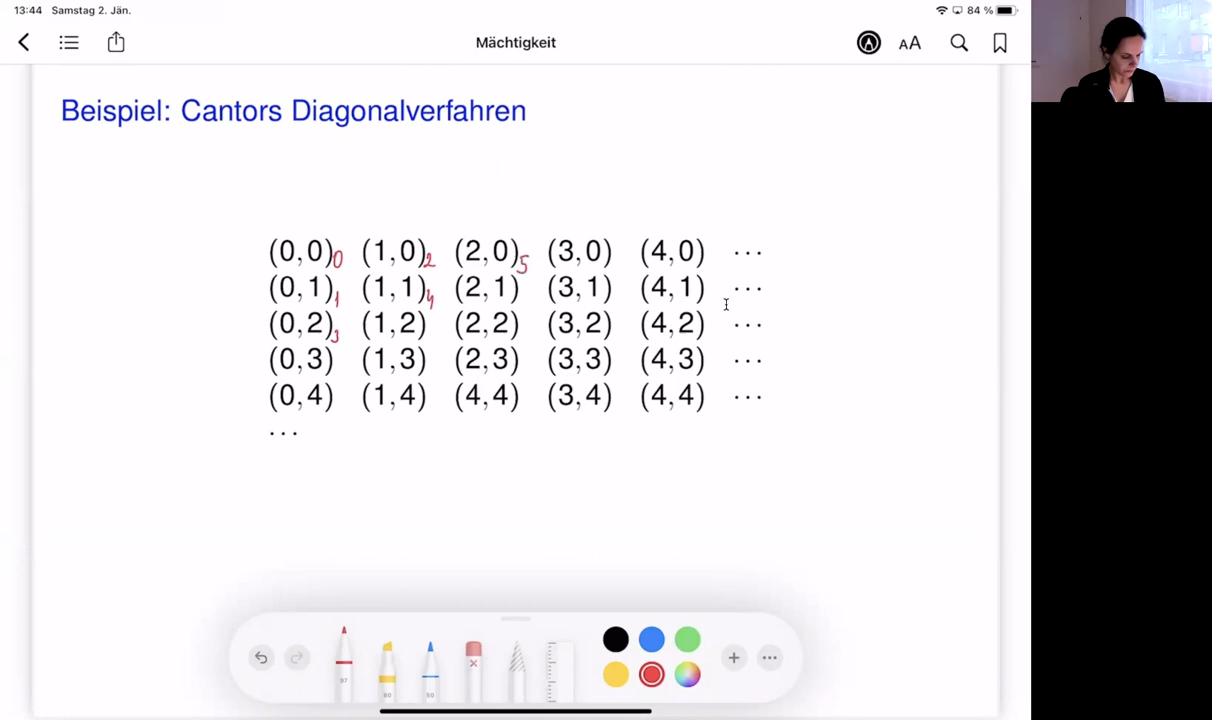 13:44 Samstag 2. Jän.
84 %
Mächtigkeit
AA
Beispiel: Cantors Diagonalverfahren
(0,0) 0 (1,0) 2 (2,0) 5 (3,0) (4,0) ...
(0,1) 1 (1,1) 4 (2,1) (3,1) (4,1) ...
(0,2) 3 (1,2) (2,2) (3,2) (4,2) ...
(0,3) (1,3) (2,3) (3,3) (4,3) ...
(0,4) (1,4) (4,4) (3,4) (4,4) ...
...
97 80 50